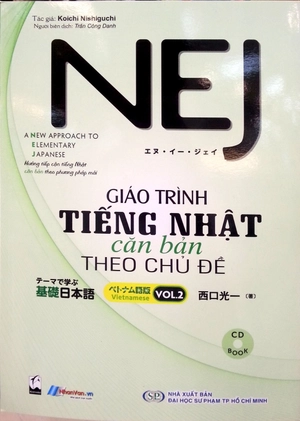 Tác giả: Koichi Nishiguchi
Người biên dịch: Trần Công Danh
NEJ
エヌ・イー・ジェイ
A NEW APPROACH TO
ELEMENTARY
JAPANESE
Hướng tiếp cận tiếng Nhật
căn bản theo phương pháp mới
GIÁO TRÌNH
TIẾNG NHẬT
căn bản
THEO CHỦ ĐỀ
テーマで学ぶ
基礎日本語
ベトナム語版
Vietnamese
VOL.2
西口光一 (著)
CD
BOOK
NhanVan.vn
SP
NHÀ XUẤT BẢN
ĐẠI HỌC SƯ PHẠM TP. HỒ CHÍ MINH